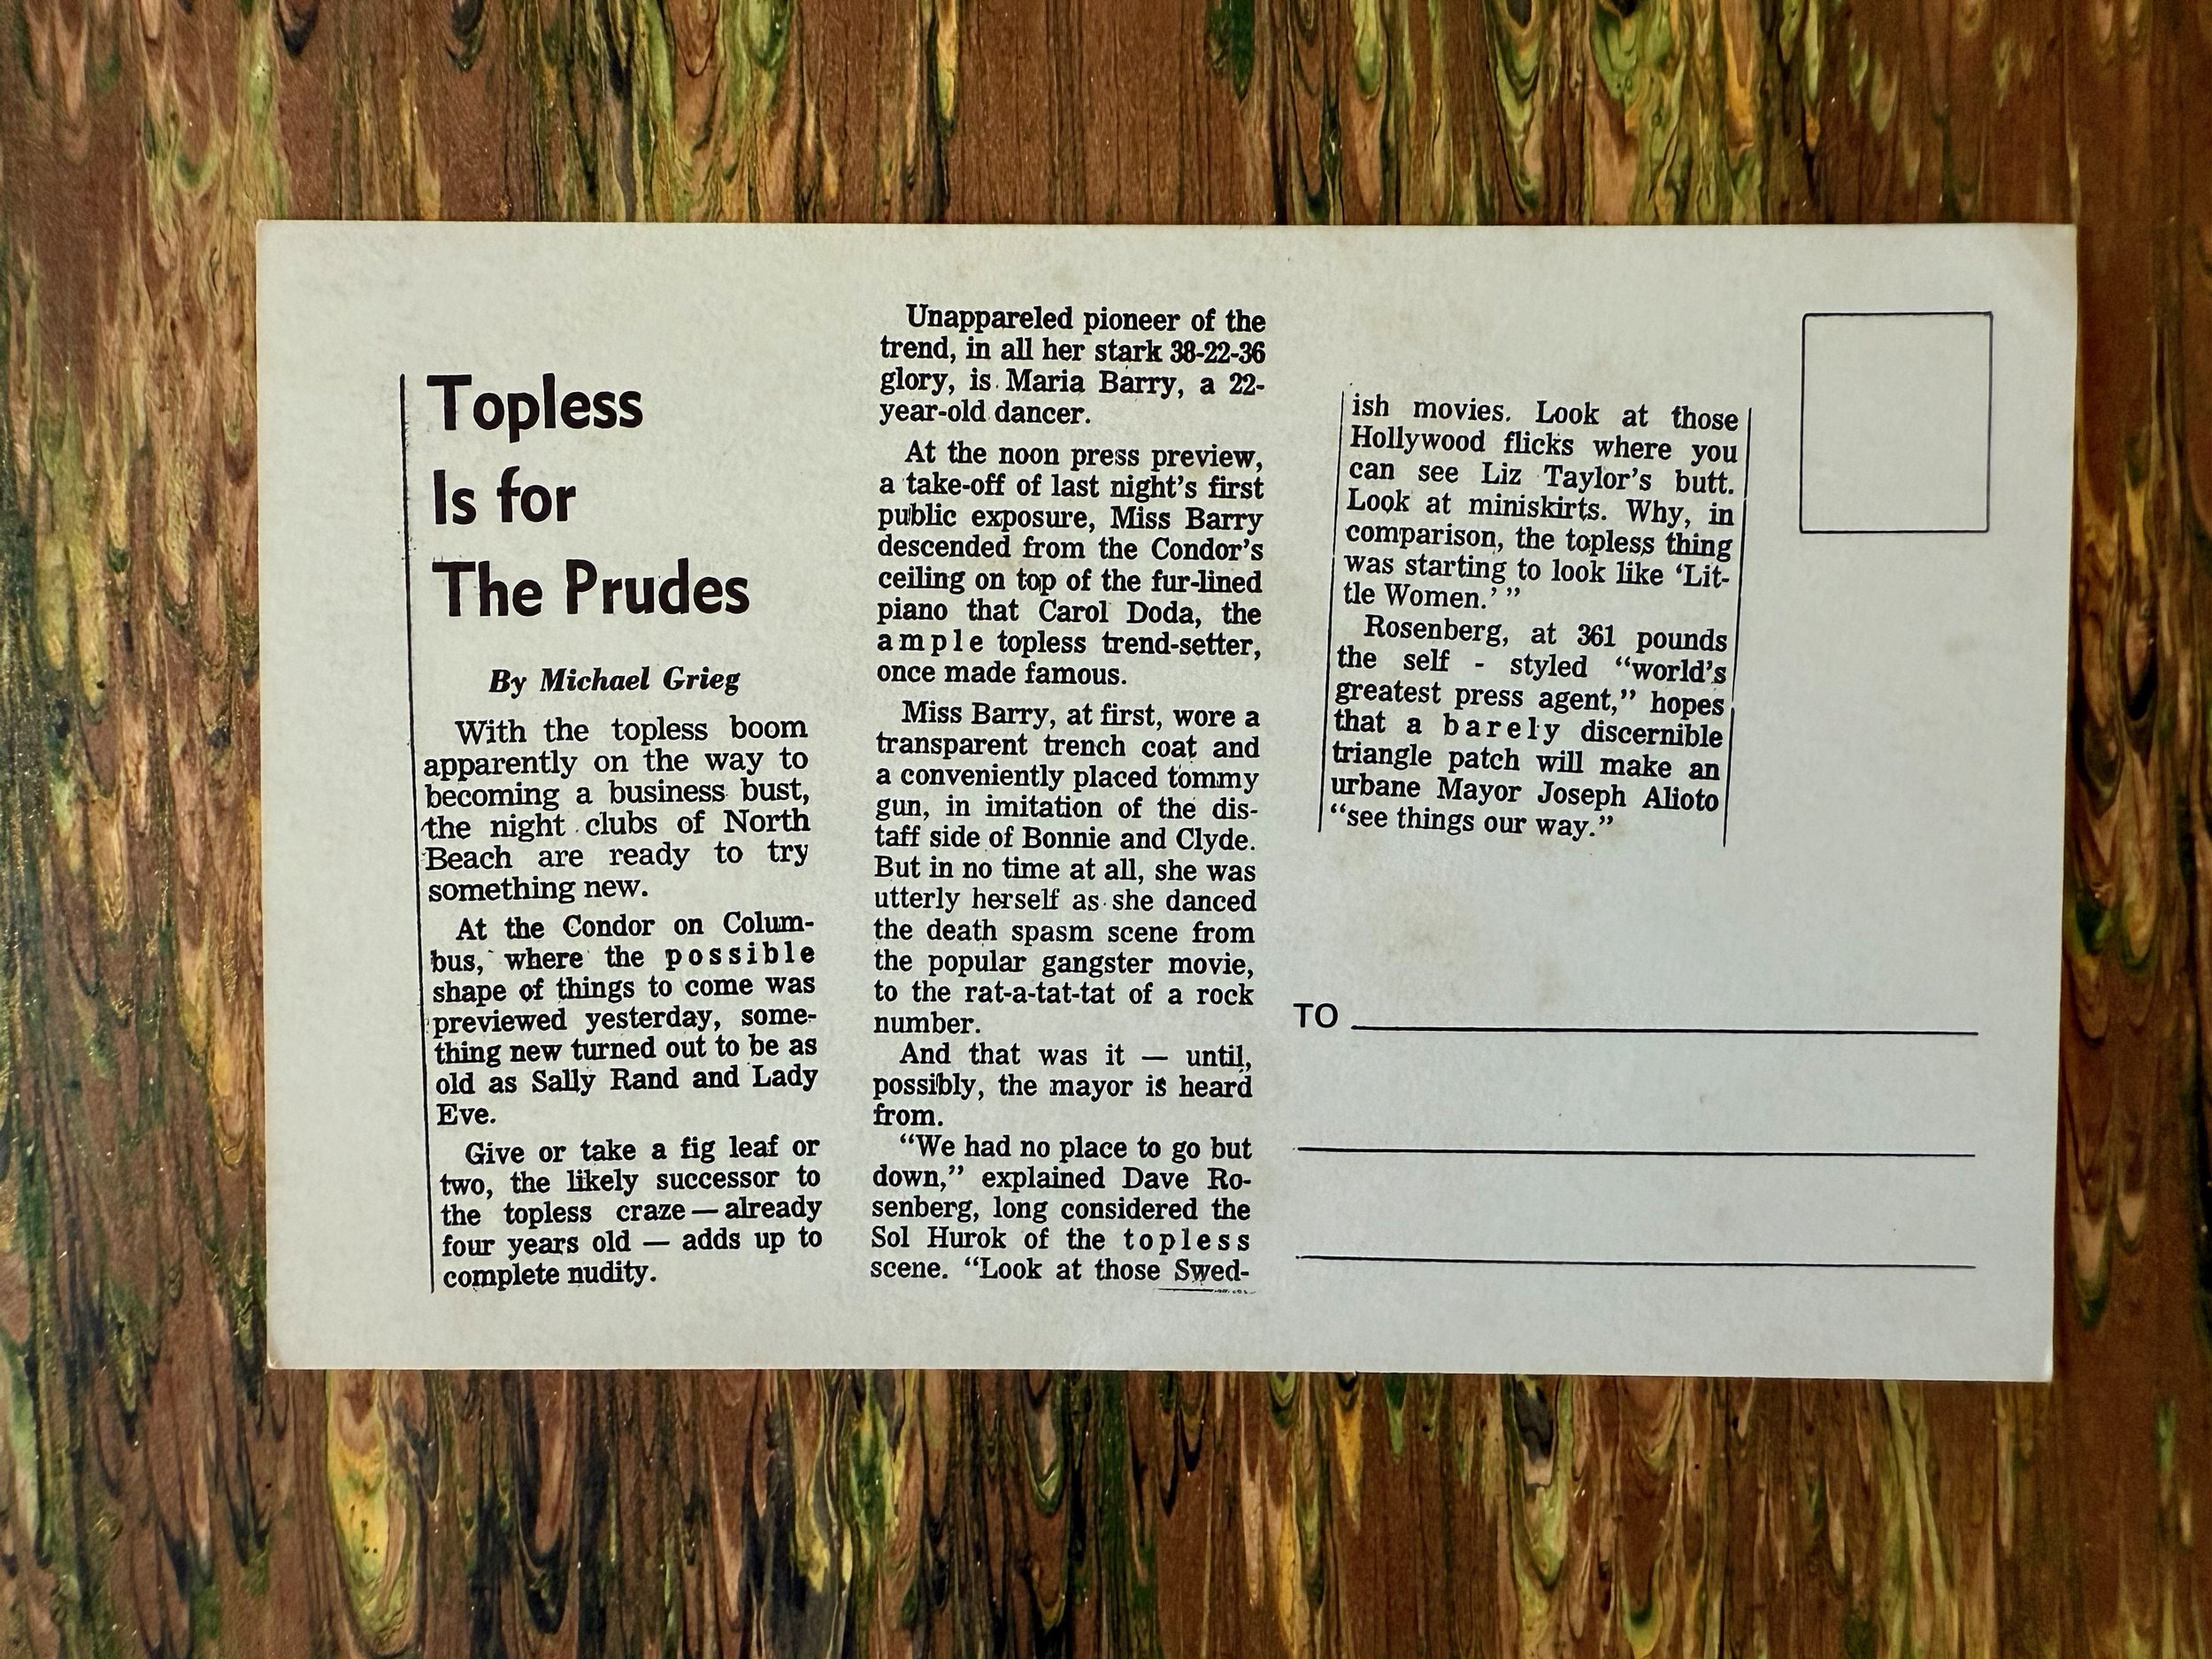 Topless
Is for
The Prudes
By Michael Grieg
With the topless boom
apparently on the way to
becoming a business bust,
the night clubs of North
Beach are ready to try
something new.
At the Condor on Colum-
bus, where the possible
shape of things to come was
previewed yesterday, some-
thing new turned out to be as
old as Sally Rand and Lady
Eve.
Give or take a fig leaf or
two, the likely successor to
the topless craze — already
four years old — adds up to
complete nudity.
Unappareled pioneer of the
trend, in all her stark 38-22-36
glory, is Maria Barry, a 22-
year-old dancer.
At the noon press preview,
a take-off of last night's first
public exposure, Miss Barry
descended from the Condor's
ceiling on top of the fur-lined
piano that Carol Doda, the
ample topless trend-setter,
once made famous.
Miss Barry, at first, wore a
transparent trench coat and
a conveniently placed tommy
gun, in imitation of the dis-
taff side of Bonnie and Clyde.
But in no time at all, she was
utterly herself as she danced
the death spasm scene from
the popular gangster movie,
to the rat-a-tat-tat of a rock
number.
And that was it — until,
possibly, the mayor is heard
from.
“We had no place to go but
down,” explained Dave Ro-
senberg, long considered the
Sol Hurok of the topless
scene. “Look at those Swed-
ish movies. Look at those
Hollywood flicks where you
can see Liz Taylor's butt.
Look at miniskirts. Why, in
comparison, the topless thing
was starting to look like ‘Lit-
tle Women.’ ”
Rosenberg, at 361 pounds
the self - styled “world's
greatest press agent,” hopes
that a barely discernible
triangle patch will make an
urbane Mayor Joseph Alioto
“see things our way.”
TO